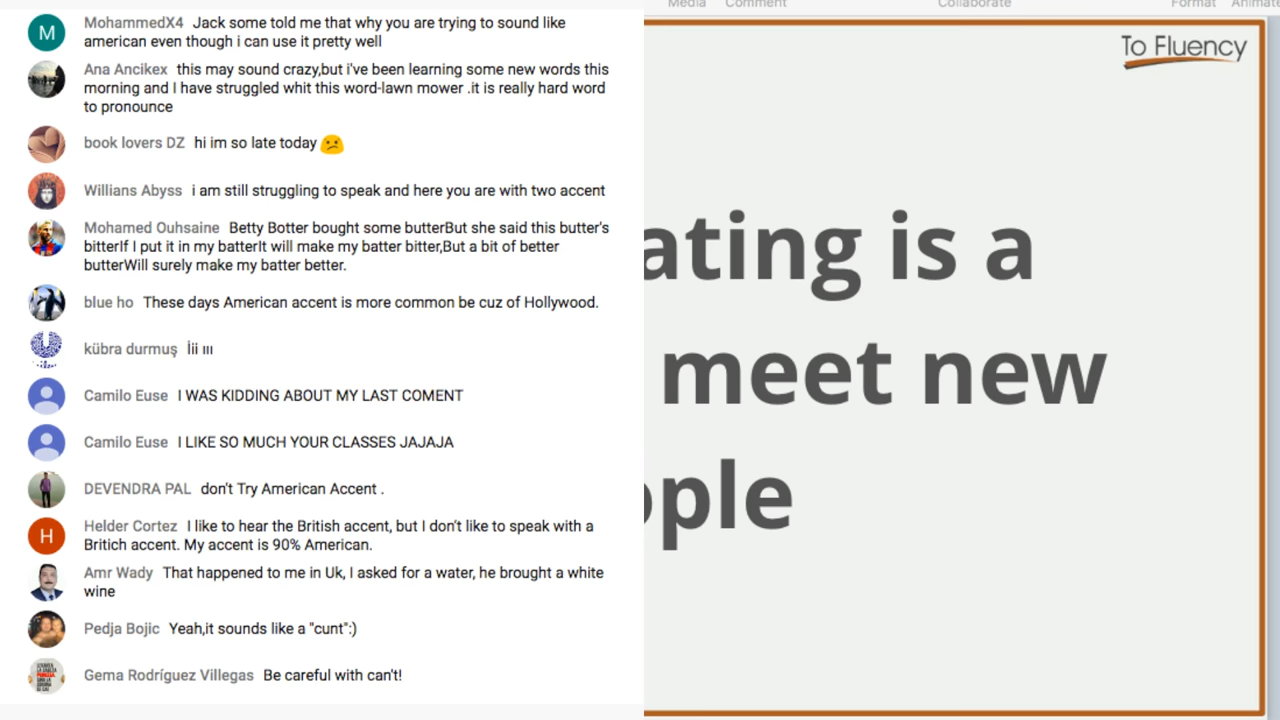 M MohammedX4 Jack some told me that why you are trying to sound like
american even though i can use it pretty well
Ana Ancikex this may sound crazy,but i've been learning some new words this
morning and I have struggled whit this word-lawn mower .it is really hard word
to pronounce
book lovers DZ hi im so late today
Willians Abyss i am still struggling to speak and here you are with two accent
Mohamed Ouhsaine Betty Botter bought some butterBut she said this butter's
bitterIf I put it in my batterIt will make my batter bitter,But a bit of better
butterWill surely make my batter better.
blue ho These days American accent is more common be cuz of Hollywood.
kübra durmuş İii ııı
Camilo Euse I WAS KIDDING ABOUT MY LAST COMENT
Camilo Euse I LIKE SO MUCH YOUR CLASSES JAJAJA
DEVENDRA PAL don't Try American Accent .
H Helder Cortez I like to hear the British accent, but I don't like to speak with a
Britich accent. My accent is 90% American.
Amr Wady That happened to me in Uk, I asked for a water, he brought a white
wine
Pedja Bojic Yeah,it sounds like a "cunt":)
Gema Rodríguez Villegas Be careful with can't!
Media Comment Collaborate Format Animate
To Fluency
ating is a
meet new
ople